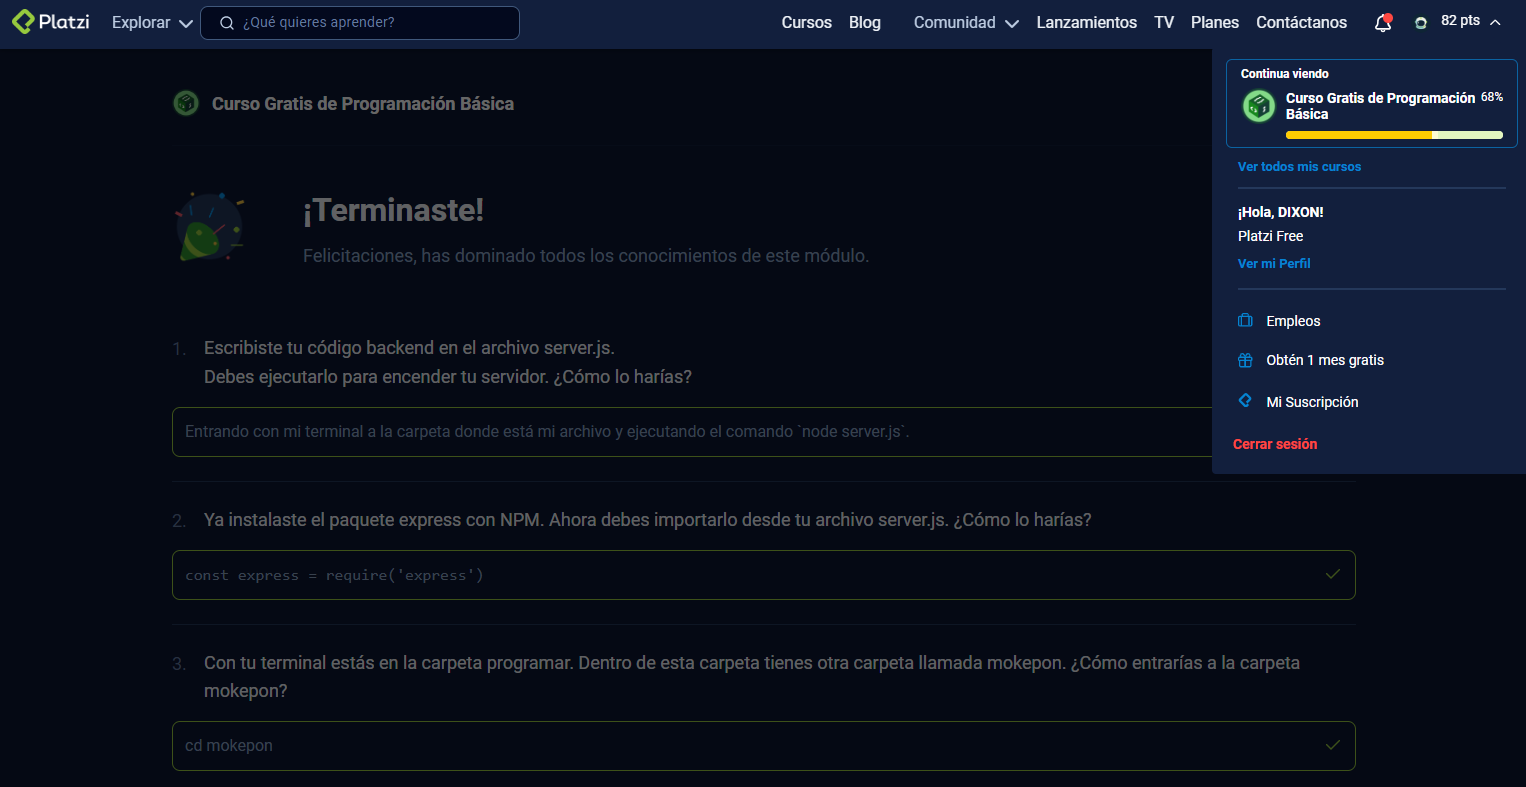 Platzi
Explorar
¿Qué quieres aprender?
Cursos
Blog
Comunidad
Lanzamientos
TV
Planes
Contáctanos
82 pts
Curso Gratis de Programación Básica
¡Terminaste!
Felicitaciones, has dominado todos los conocimientos de este módulo.
1. Escribiste tu código backend en el archivo server.js.
Debes ejecutarlo para encender tu servidor. ¿Cómo lo harías?
Entrando con mi terminal a la carpeta donde está mi archivo y ejecutando el comando `node server.js`.
2. Ya instalaste el paquete express con NPM. Ahora debes importarlo desde tu archivo server.js. ¿Cómo lo harías?
const express = require('express')
3. Con tu terminal estás en la carpeta programar. Dentro de esta carpeta tienes otra carpeta llamada mokepon. ¿Cómo entrarías a la carpeta
mokepon?
cd mokepon
Continua viendo
Curso Gratis de Programación 68%
Básica
Ver todos mis cursos
¡Hola, DIXON!
Platzi Free
Ver mi Perfil
Empleos
Obtén 1 mes gratis
Mi Suscripción
Cerrar sesión